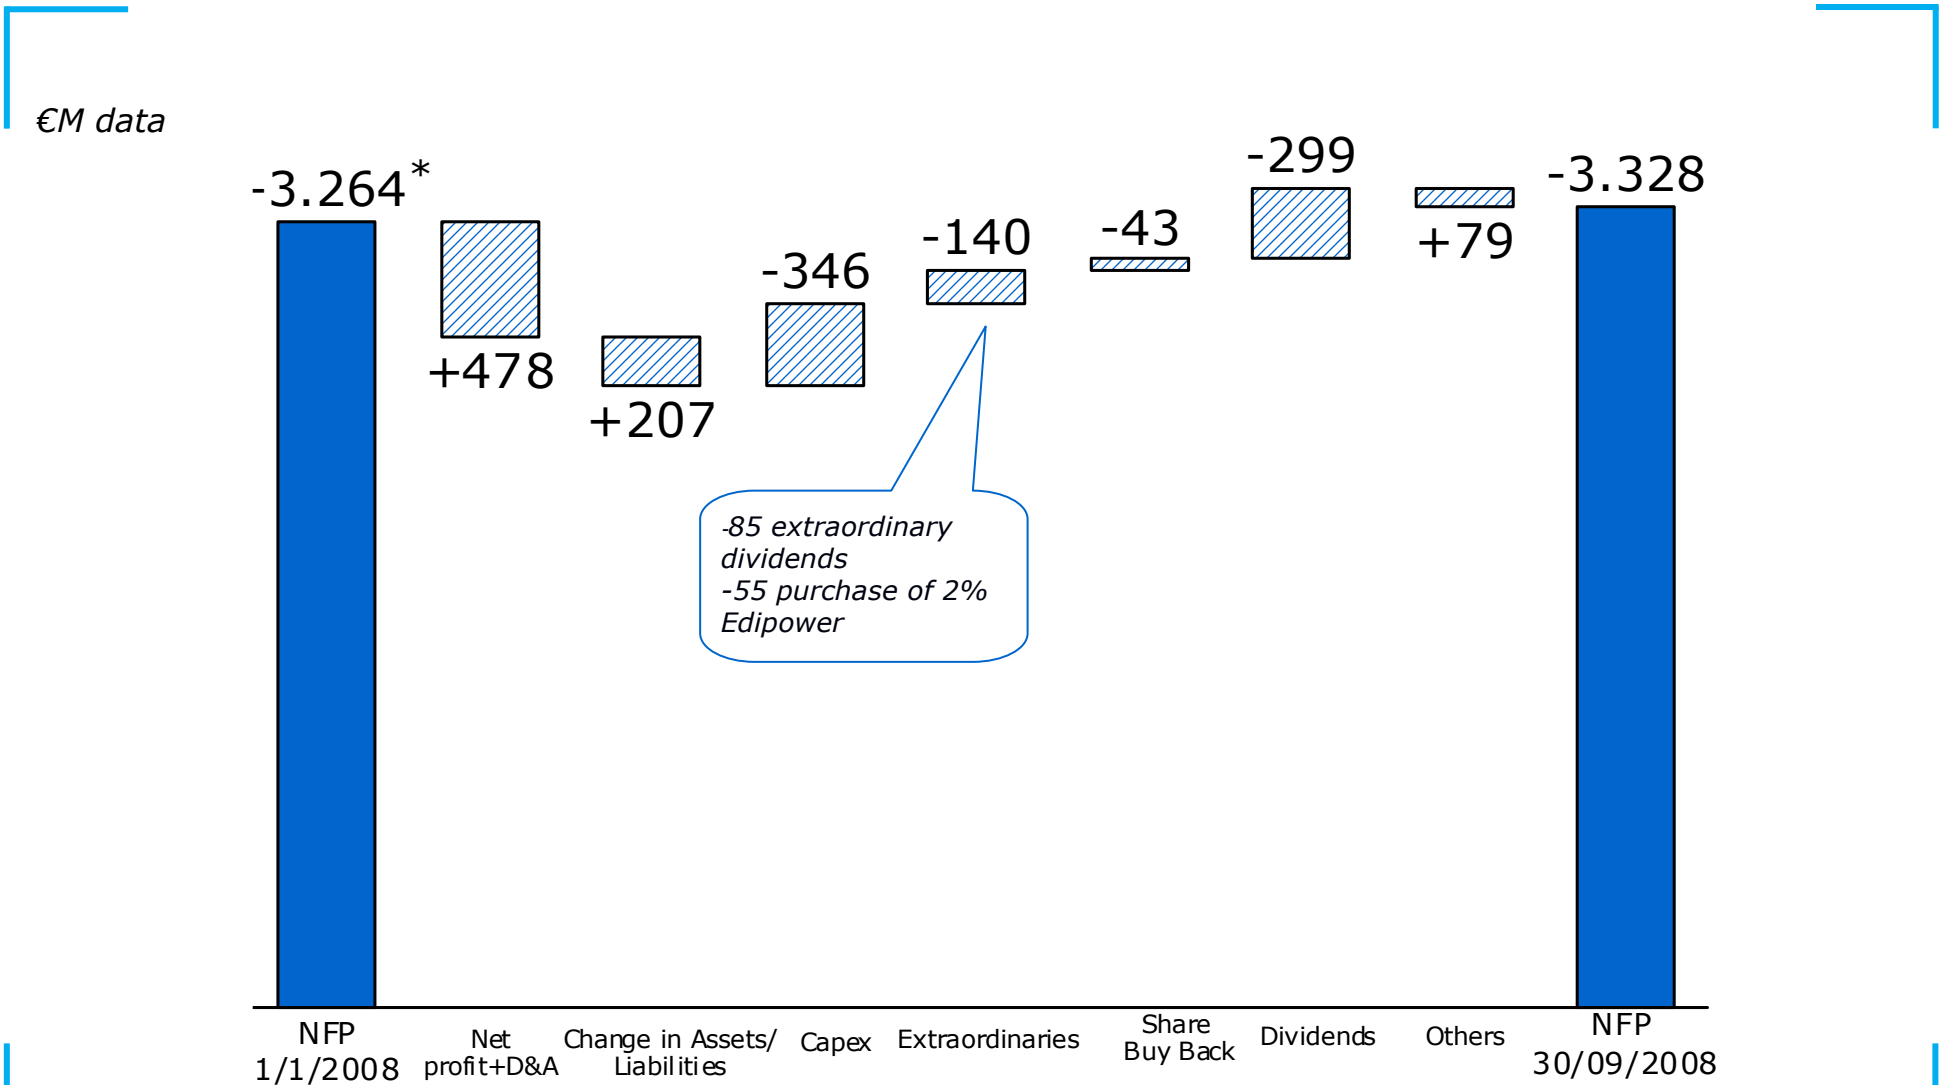 €M data
-3.264*
+478
+207
-346
-140
-43
-299
+79
-3.328
-85 extraordinary
dividends
-55 purchase of 2%
Edipower
NFP
1/1/2008
Net
profit+D&A
Change in Assets/
Liabilities
Capex
Extraordinaries
Share
Buy Back
Dividends
Others
NFP
30/09/2008